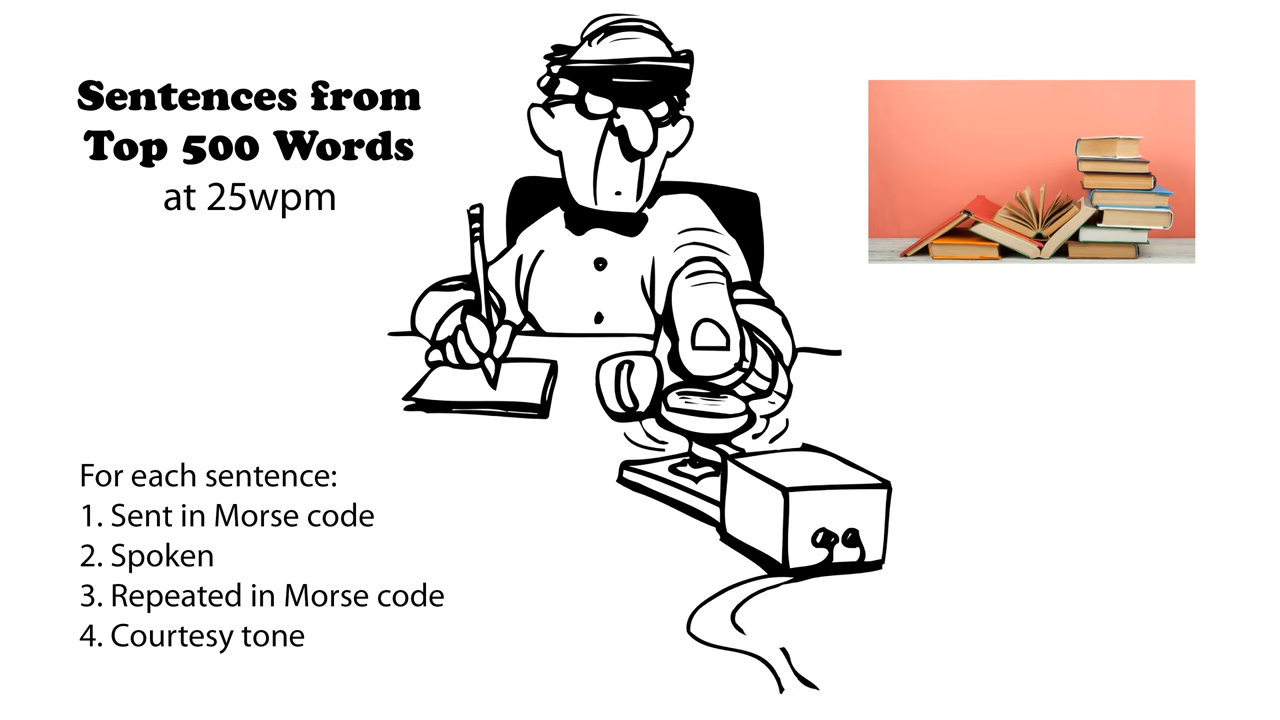 Sentences from
Top 500 Words
at 25wpm
For each sentence:
1. Sent in Morse code
2. Spoken
3. Repeated in Morse code
4. Courtesy tone